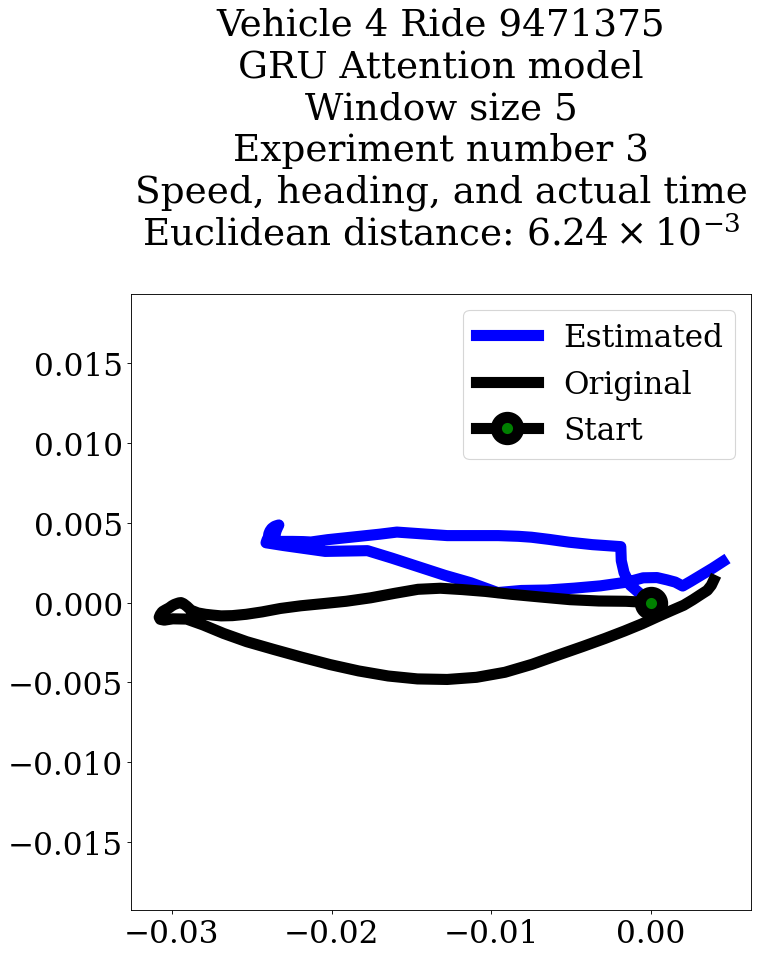 Vehicle 4 Ride 9471375
GRU Attention model
Window size 5
Experiment number 3
Speed, heading, and actual time
Euclidean distance: 6.24 × 10⁻³
Estimated
Original
Start
0.015
0.010
0.005
0.000
−0.005
−0.010
−0.015
−0.03 −0.02 −0.01 0.00